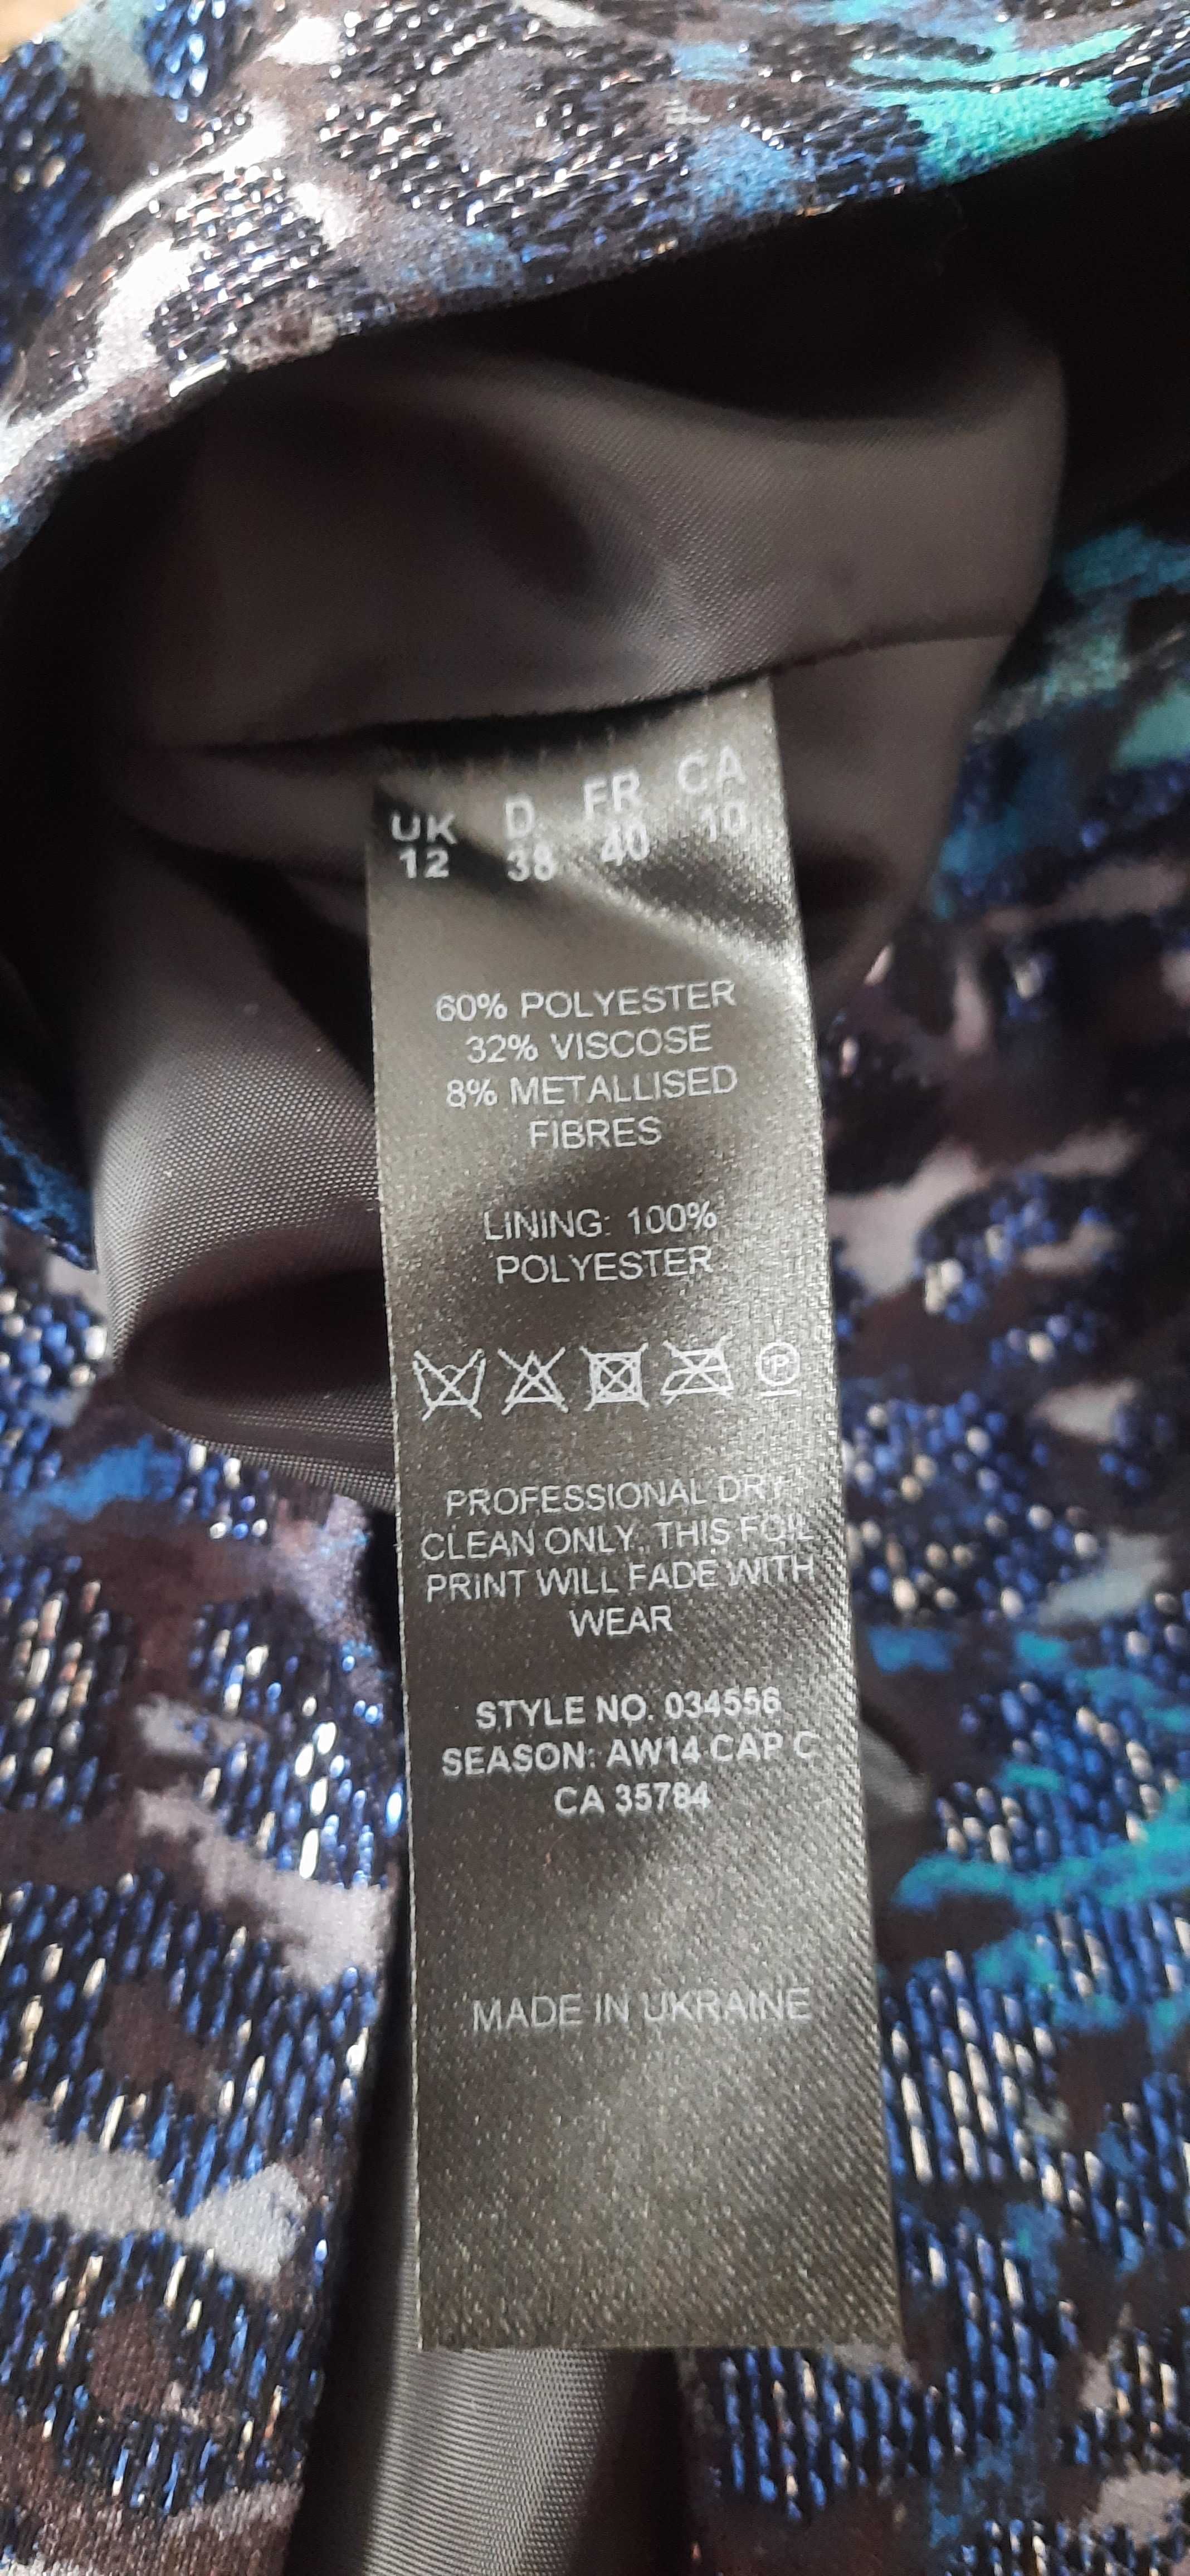 UK D. FR CA
12 38 40 10
60% POLYESTER
32% VISCOSE
8% METALLISED
FIBRES
LINING: 100%
POLYESTER
P
PROFESSIONAL DRY
CLEAN ONLY. THIS FOIL
PRINT WILL FADE WITH
WEAR
STYLE NO. 034556
SEASON: AW14 CAP C
CA 35784
MADE IN UKRAINE